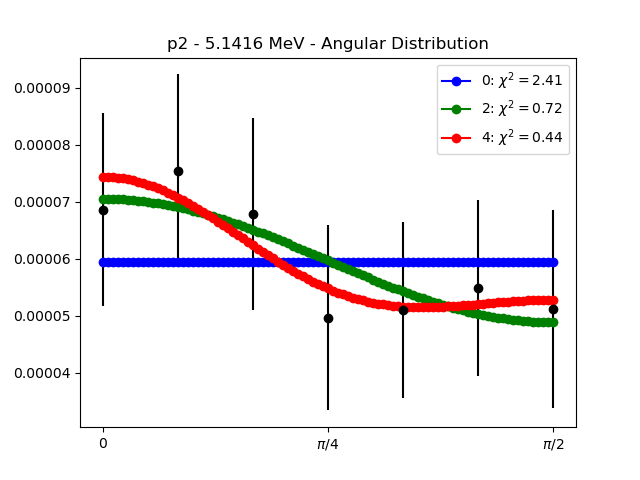 p2 - 5.1416 MeV - Angular Distribution
0.00009
0.00008
0.00007
0.00006
0.00005
0.00004
0: χ² = 2.41
2: χ² = 0.72
4: χ² = 0.44
0
π/4
π/2